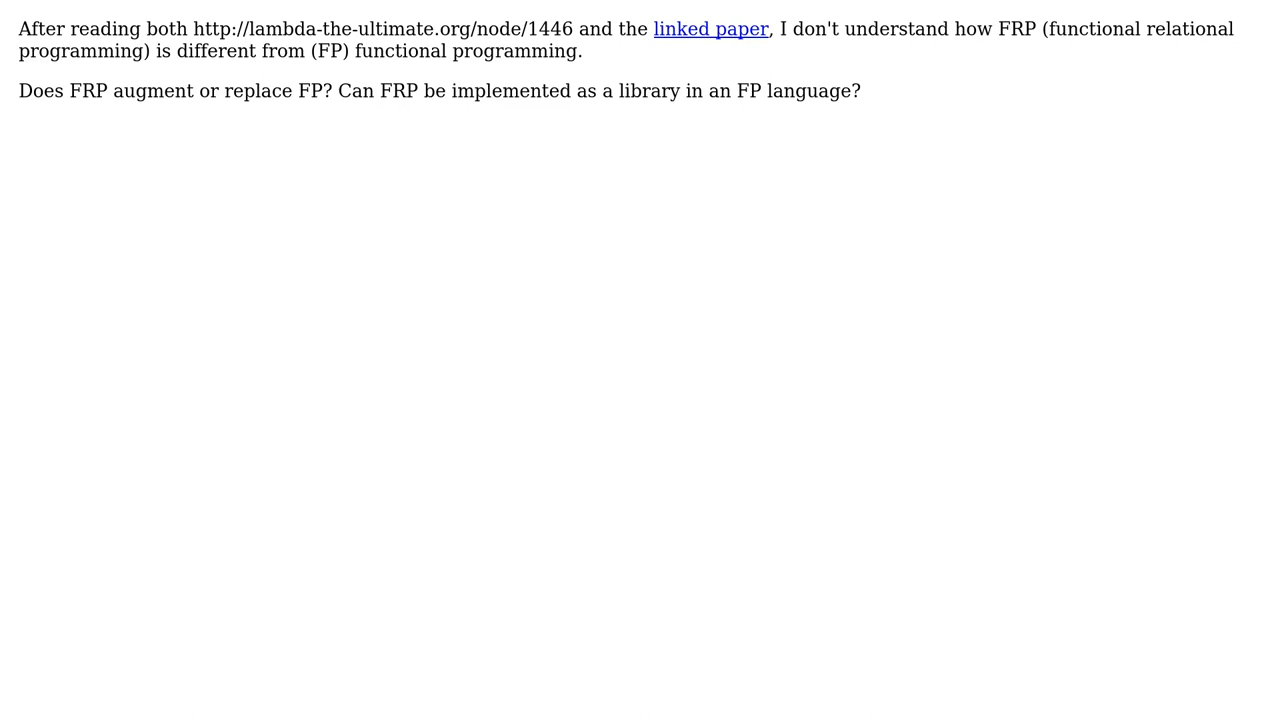 After reading both http://lambda-the-ultimate.org/node/1446 and the linked paper, I don't understand how FRP (functional relational
programming) is different from (FP) functional programming.
Does FRP augment or replace FP? Can FRP be implemented as a library in an FP language?